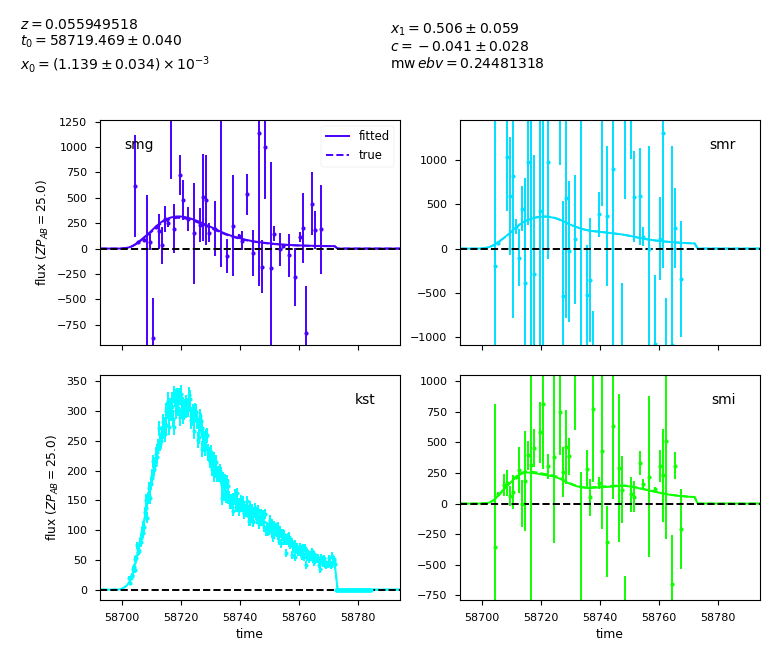 z = 0.055949518
t₀ = 58719.469 ± 0.040
x₀ = (1.139 ± 0.034) × 10⁻³
x₁ = 0.506 ± 0.059
c = −0.041 ± 0.028
mw ebv = 0.24481318
smg
fitted
true
1250
1000
750
500
250
0
−250
−500
−750
flux (ZP_AB = 25.0)
smr
1000
500
0
−500
−1000
kst
350
300
250
200
150
100
50
0
flux (ZP_AB = 25.0)
58700 58720 58740 58760 58780
time
smi
1000
750
500
250
0
−250
−500
−750
58700 58720 58740 58760 58780
time